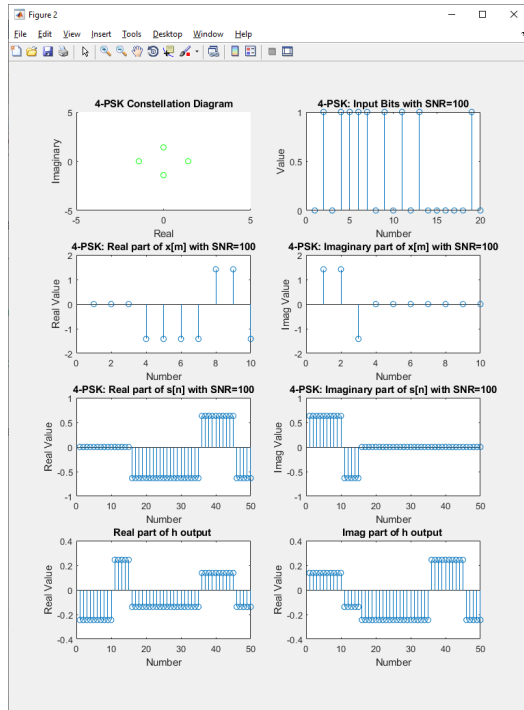 Figure 2
File Edit View Insert Tools Desktop Window Help
4-PSK Constellation Diagram
5
0
-5
-5 0 5
Imaginary
Real
4-PSK: Input Bits with SNR=100
1
0.5
0
0 5 10 15 20
Value
Number
4-PSK: Real part of x[m] with SNR=100
2
1
0
-1
-2
0 2 4 6 8 10
Real Value
Number
4-PSK: Imaginary part of x[m] with SNR=100
2
1
0
-1
-2
0 2 4 6 8 10
Imag Value
Number
4-PSK: Real part of s[n] with SNR=100
1
0.5
0
-0.5
-1
0 10 20 30 40 50
Real Value
Number
4-PSK: Imaginary part of s[n] with SNR=100
1
0.5
0
-0.5
-1
0 10 20 30 40 50
Imag Value
Number
Real part of h output
0.4
0.2
0
-0.2
-0.4
0 10 20 30 40 50
Real Value
Number
Imag part of h output
0.4
0.2
0
-0.2
-0.4
0 10 20 30 40 50
Real Value
Number